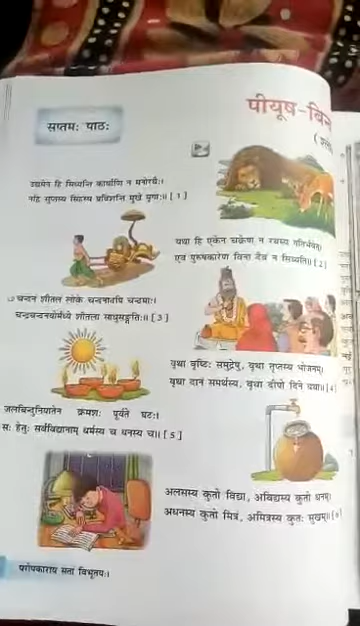 सप्तमः पाठः
पीयूष-बिन
उद्यमेन हि सिध्यन्ति कार्याणि न मनोरथैः।
नहि सुप्तस्य सिंहस्य प्रविशन्ति मुखे मृगाः॥ [ 1 ]
यथा हि एकेन चक्रेण न रथस्य गतिर्भवेत्।
एवं पुरुषकारेण विना दैवं न सिध्यति॥ [ 2 ]
चन्दनं शीतलं लोके चन्दनादपि चन्द्रमाः।
चन्द्रचन्दनयोर्मध्ये शीतला साधुसङ्गतिः॥ [ 3 ]
वृथा वृष्टिः समुद्रेषु, वृथा तृप्तस्य भोजनम्।
वृथा दानं समर्थस्य, वृथा दीपो दिने यथा॥ [ 4 ]
जलबिन्दुनिपातेन क्रमशः पूर्यते घटः।
सः हेतुः सर्वविद्यानाम् धर्मस्य च धनस्य च॥ [ 5 ]
अलसस्य कुतो विद्या, अविद्यस्य कुतो धनम्।
अधनस्य कुतो मित्रं, अमित्रस्य कुतः सुखम्॥ [ 6 ]
परोपकाराय सतां विभूतयः।